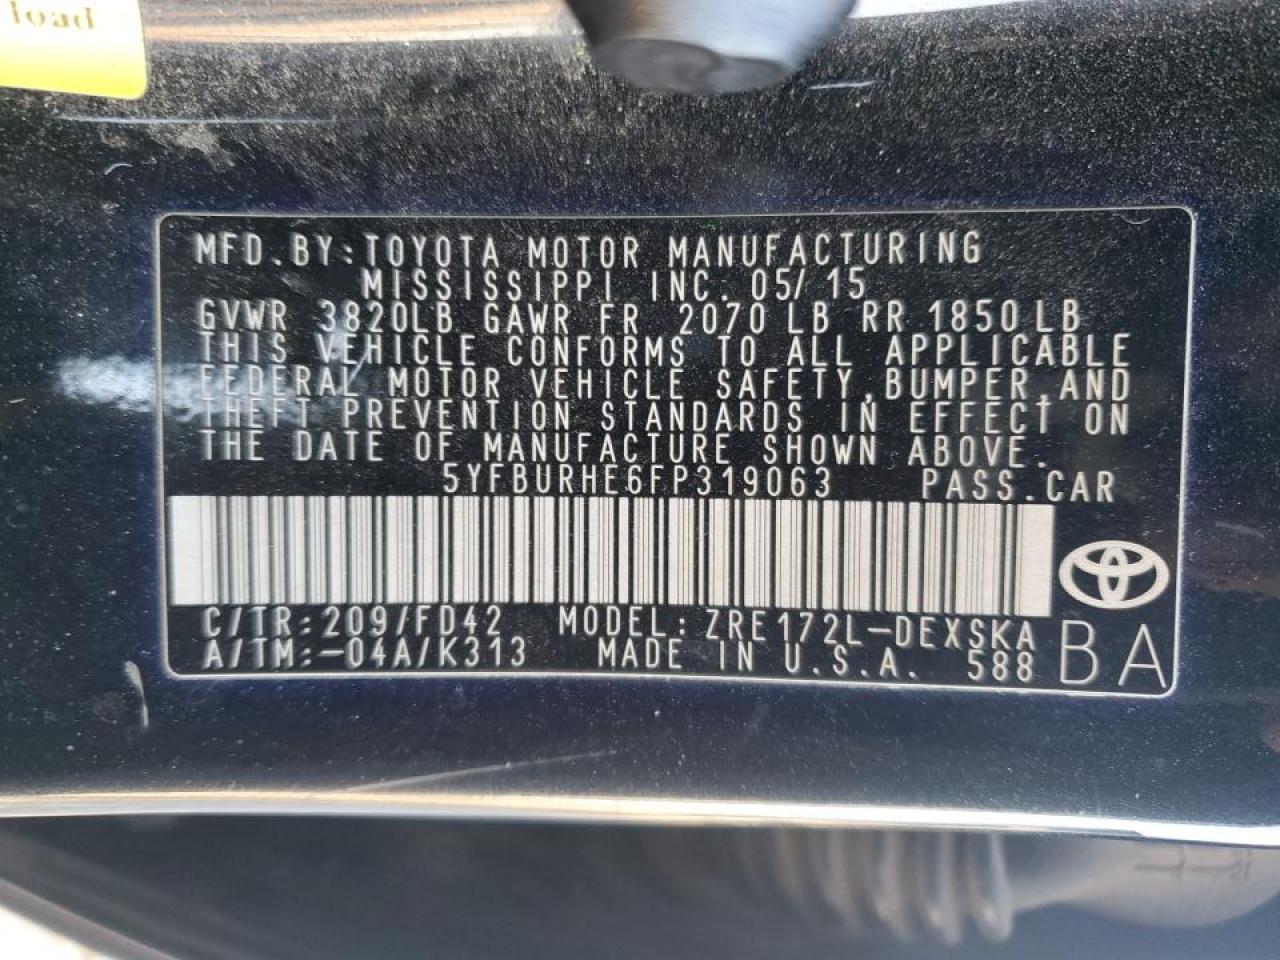 load
MFD.BY:TOYOTA MOTOR MANUFACTURING
MISSISSIPPI INC. 05/15
GVWR 3820LB GAWR FR 2070 LB RR 1850 LB
THIS VEHICLE CONFORMS TO ALL APPLICABLE
FEDERAL MOTOR VEHICLE SAFETY,BUMPER,AND
THEFT PREVENTION STANDARDS IN EFFECT ON
THE DATE OF MANUFACTURE SHOWN ABOVE.
5YFBURHE6FP319063 PASS.CAR
C/TR:209/FD42 MODEL:ZRE172L-DEXSKA
A/TM:-04A/K313 MADE IN U.S.A. 588 BA